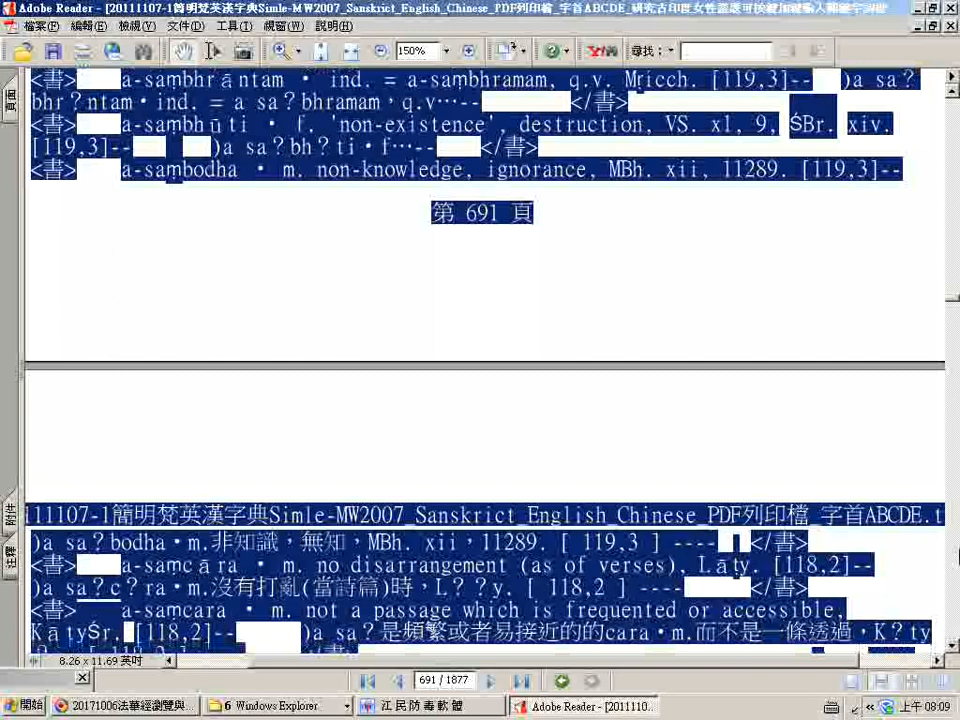 Adobe Reader - [20111107-1簡明梵英漢字典Simle-MW2007_Sanskrict_English_Chinese_PDF列印檔_字首ABCDE_研究古印度女性
檔案(F) 編輯(E) 檢視(V) 文件(D) 工具(T) 視窗(W) 說明(H)
150% 尋找:
頁面
<書> a-saṃbhrāntam · ind. = a-saṃbhramam, q.v. Mṛicch. [119,3]-- )a sa?
bhr?ntam·ind. = a sa?bhramam,q.v…-- </書>
<書> a-saṃbhūti · f. 'non-existence', destruction, VS. xl, 9, ŚBr. xiv.
[119,3]-- )a sa?bh?ti·f…-- </書>
<書> a-saṃbodha · m. non-knowledge, ignorance, MBh. xii, 11289. [119,3]--
第 691 頁
附件
註釋
111107-1簡明梵英漢字典Simle-MW2007_Sanskrict_English_Chinese_PDF列印檔_字首ABCDE.t
)a sa?bodha·m.非知識,無知,MBh. xii,11289. [ 119,3 ] ---- </書>
<書> a-saṃcāra · m. no disarrangement (as of verses), Lāṭy. [118,2]--
)a sa?c?ra·m.沒有打亂(當詩篇)時,L??y. [ 118,2 ] ---- </書>
<書> a-saṃcara · m. not a passage which is frequented or accessible,
KātyŚr, [118,2]-- )a sa?是頻繁或者易接近的的cara·m.而不是一條透過,K?ty
8.26 x 11.69 英吋
691 / 1877
開始 20171006法華經瀏覽與... 6 Windows Explorer 江民防毒軟體 Adobe Reader - [2011110... 上午 08:09